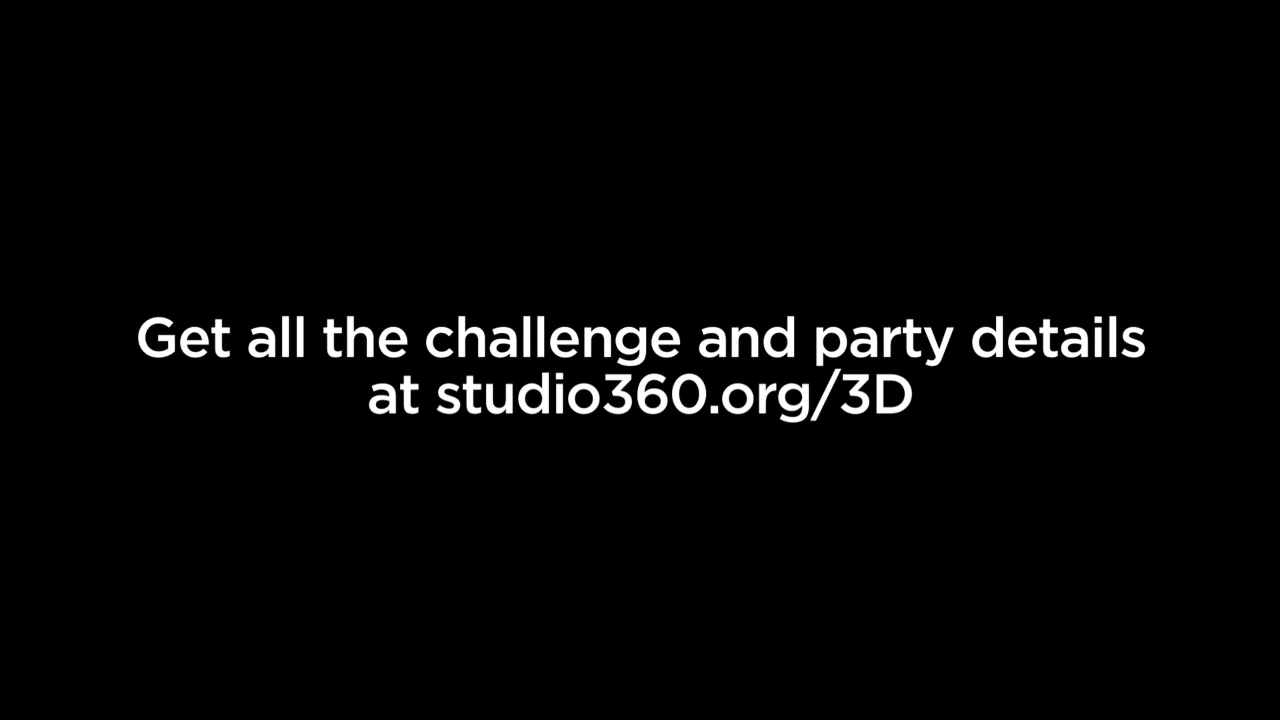 Get all the challenge and party details
at studio360.org/3D